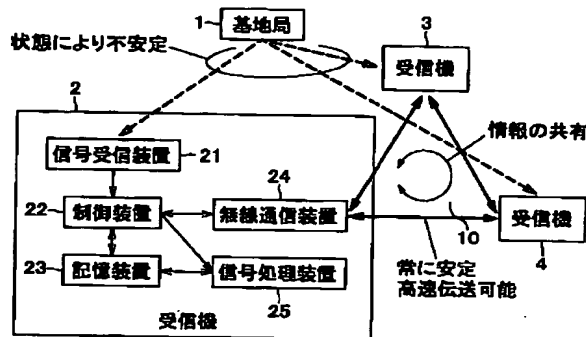 1
基地局
状態により不安定
3
受信機
2
情報の共有
信号受信装置
21
24
22
制御装置
無線通信装置
10
受信機
4
23
記憶装置
信号処理装置
25
常に安定
高速伝送可能
受信機